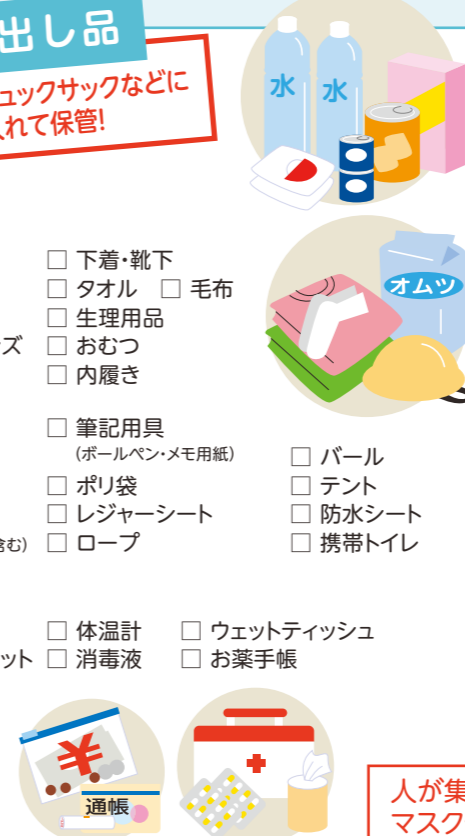 出し品
ュックサックなどに
れて保管!
水 水
□ 下着・靴下
□ タオル □ 毛布
□ 生理用品
ズ □ おむつ
□ 内履き
オムツ
□ 筆記用具
(ボールペン・メモ用紙)
□ ポリ袋
□ レジャーシート
含む) □ ロープ
□ バール
□ テント
□ 防水シート
□ 携帯トイレ
□ 体温計 □ ウェットティッシュ
ット □ 消毒液 □ お薬手帳
¥
通帳
人が集
マスク